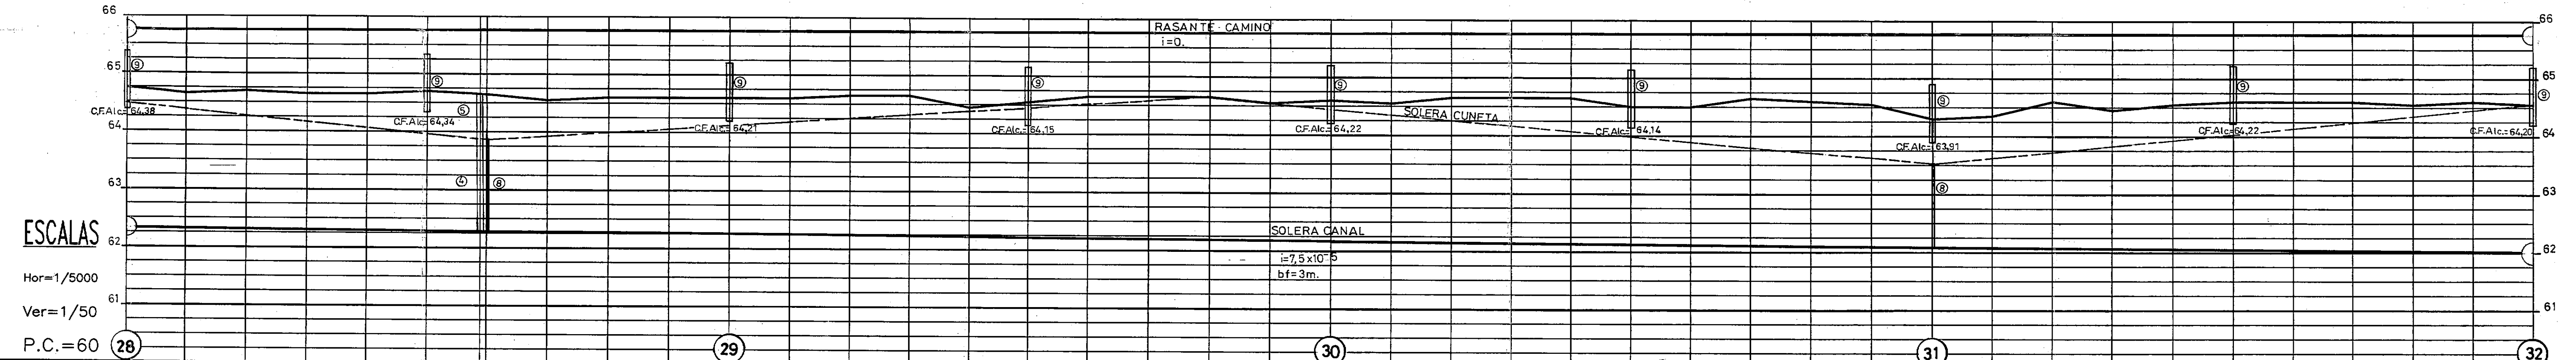 66
RASANTE - CAMINO
66
i=0.
65
65
9
9
9
9
9
9
9
9
9
C.F.Alc.=64,38
C.F.Alc.=64,34
C.F.Alc.=64,21
C.F.Alc.=64,15
C.F.Alc.=64,22
SOLERA CUNETA
C.F.Alc.=64,14
C.F.Alc.=63,91
C.F.Alc.=64,22
C.F.Alc.=64,20
5
64
64
63
4
8
8
63
ESCALAS
62
SOLERA CANAL
62
i=7,5x10-5
bf=3m.
Hor=1/5000
61
61
Ver=1/50
P.C.=60
28
29
30
31
32